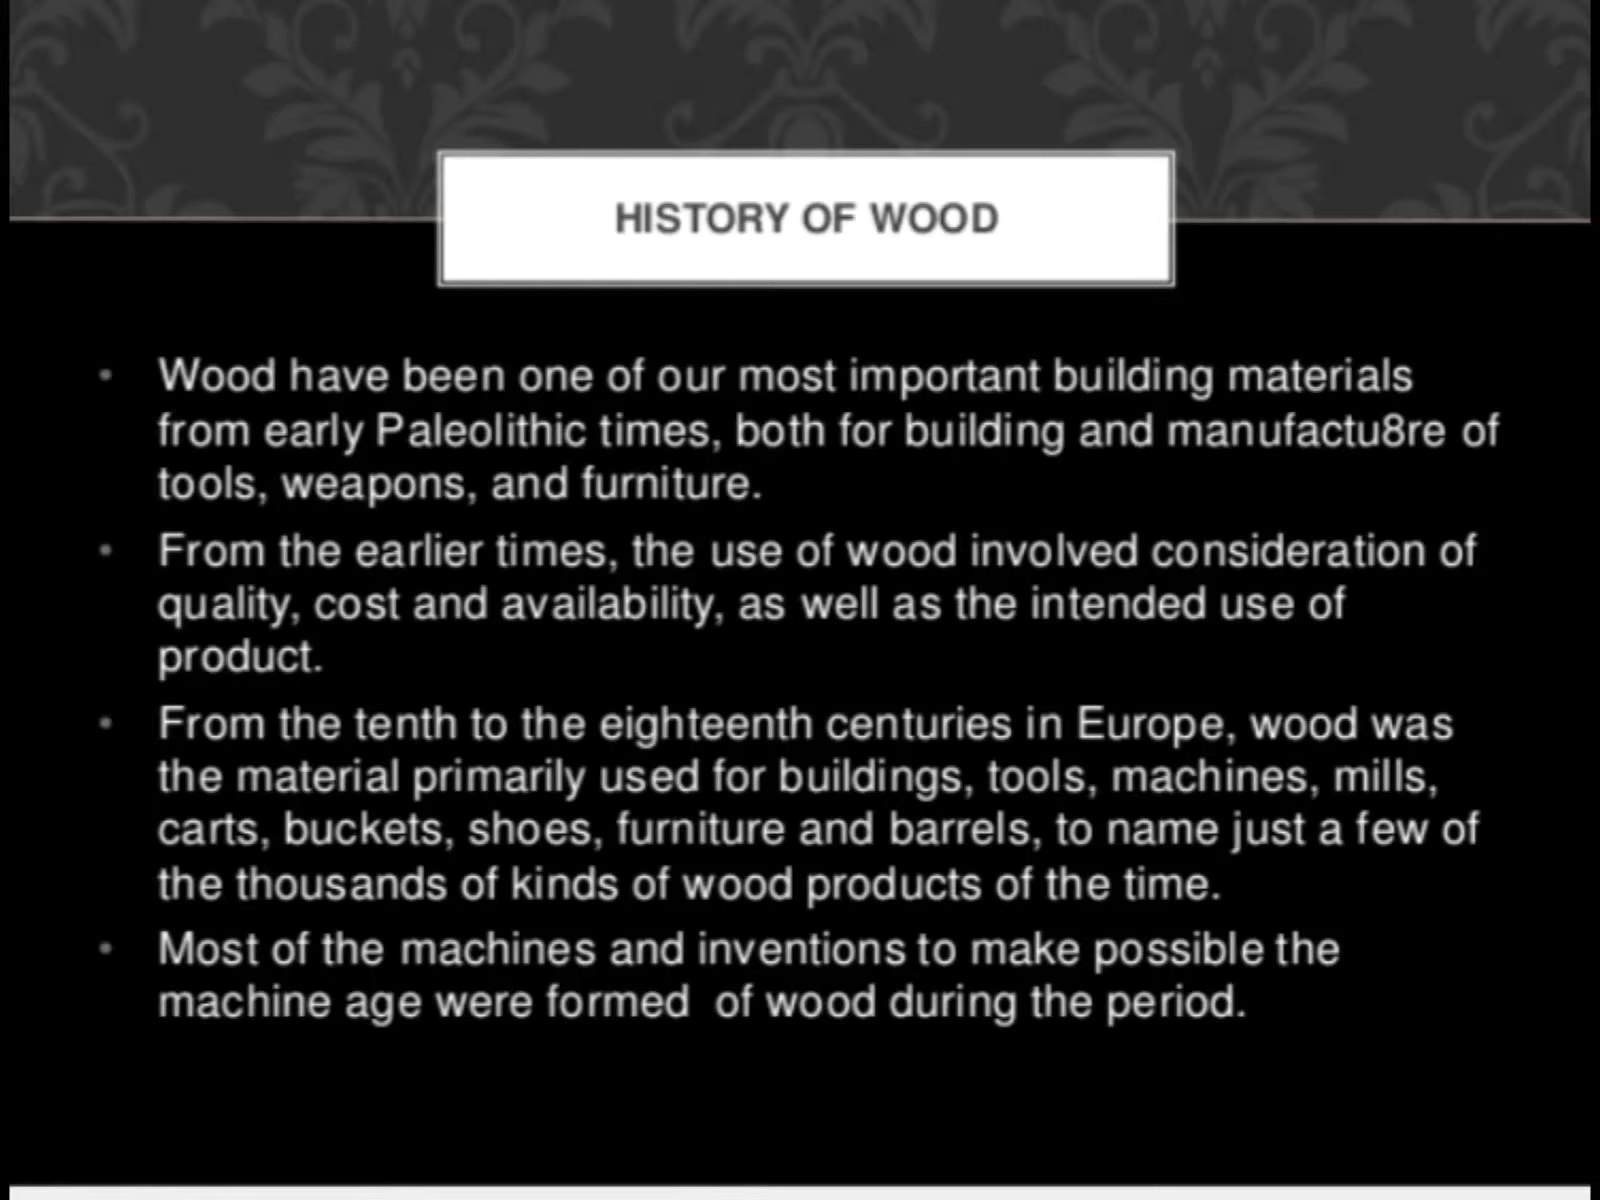 HISTORY OF WOOD
• Wood have been one of our most important building materials
from early Paleolithic times, both for building and manufactu8re of
tools, weapons, and furniture.
• From the earlier times, the use of wood involved consideration of
quality, cost and availability, as well as the intended use of
product.
• From the tenth to the eighteenth centuries in Europe, wood was
the material primarily used for buildings, tools, machines, mills,
carts, buckets, shoes, furniture and barrels, to name just a few of
the thousands of kinds of wood products of the time.
• Most of the machines and inventions to make possible the
machine age were formed  of wood during the period.